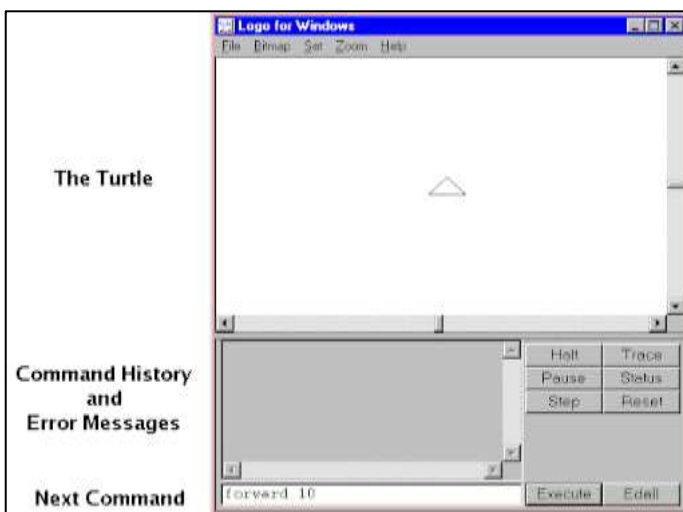 Logo for Windows
File Bitmap Set Zoom Help
The Turtle
Command History
and
Error Messages
Halt Trace
Pause Status
Step Reset
Next Command
forward 10
Execute Edall